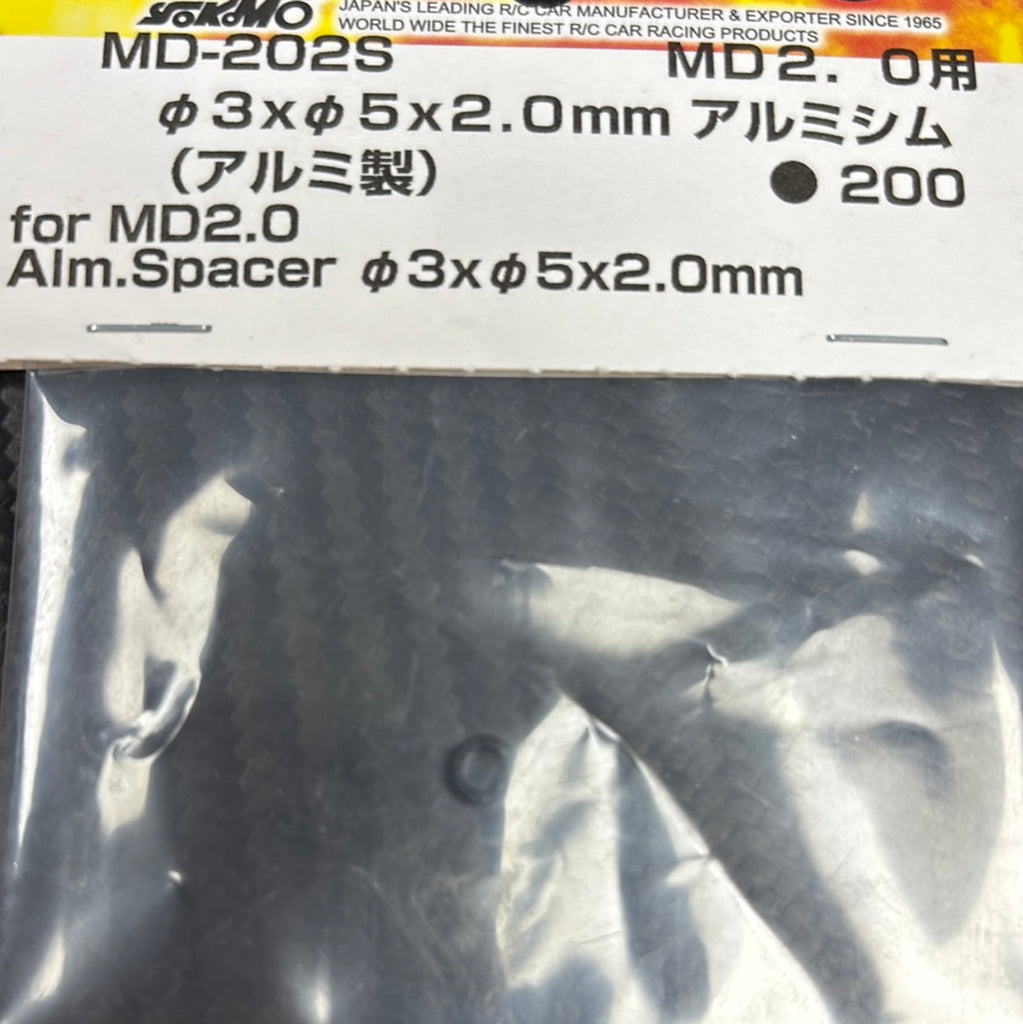 YOKOMO JAPAN'S LEADING R/C CAR MANUFACTURER & EXPORTER SINCE 1965
WORLD WIDE THE FINEST R/C CAR RACING PRODUCTS
MD-202S MD2. 0用
φ3xφ5x2.0mm アルミシム
(アルミ製) ●200
for MD2.0
Alm.Spacer φ3xφ5x2.0mm